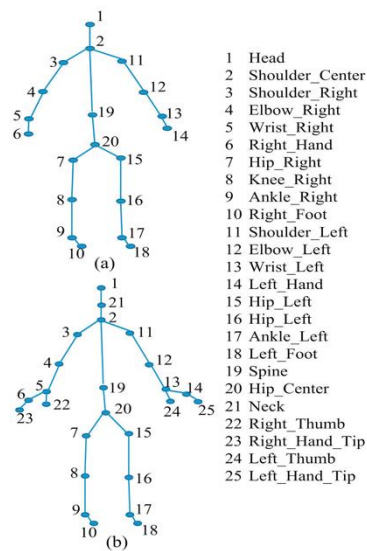 1
2
3
11
4
12
5
13
19
6
14
20
7
15
8
16
9
17
10
18
(a)
1
21
2
3
11
4
12
5
13
14
6
19
22
23
24
25
20
7
15
8
16
9
17
10
18
(b)
1 Head
2 Shoulder_Center
3 Shoulder_Right
4 Elbow_Right
5 Wrist_Right
6 Right_Hand
7 Hip_Right
8 Knee_Right
9 Ankle_Right
10 Right_Foot
11 Shoulder_Left
12 Elbow_Left
13 Wrist_Left
14 Left_Hand
15 Hip_Left
16 Hip_Left
17 Ankle_Left
18 Left_Foot
19 Spine
20 Hip_Center
21 Neck
22 Right_Thumb
23 Right_Hand_Tip
24 Left_Thumb
25 Left_Hand_Tip